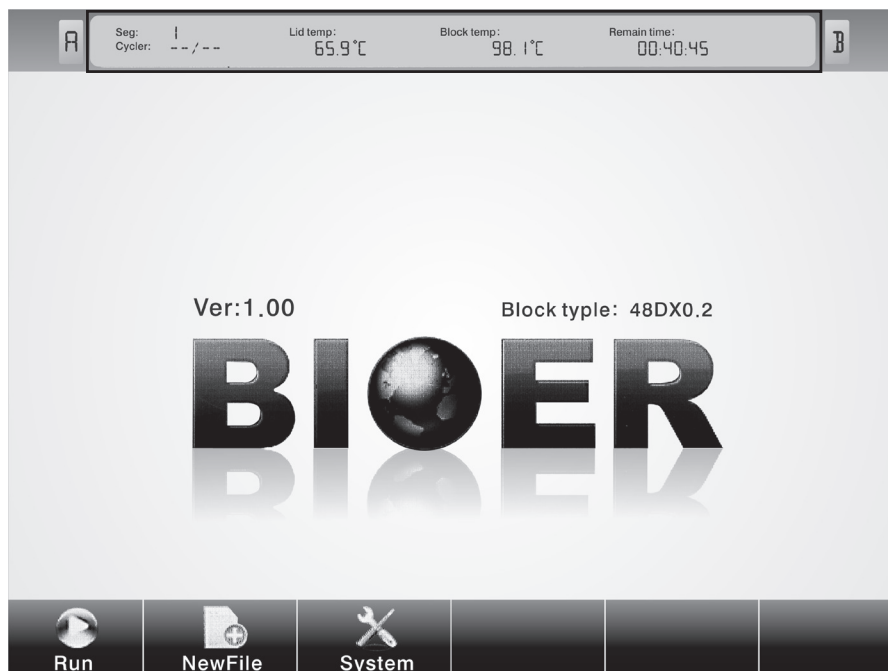 A
Seg: 1 Lid temp: Block temp: Remain time:
Cycler: --/-- 65.9°C 98.1°C 00:40:45
B
Ver:1.00 Block typle: 48DX0.2
BIOER
Run NewFile System